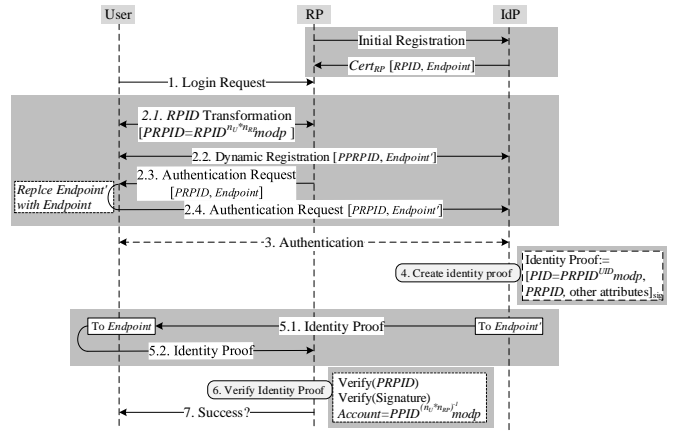 User RP IdP
Initial Registration
Cert_RP [RPID, Endpoint]
1. Login Request
2.1. RPID Transformation
[PRPID=RPID^{n_U*n_RP}modp ]
2.2. Dynamic Registration [PPRPID, Endpoint']
2.3. Authentication Request
[PRPID, Endpoint]
Replce Endpoint'
with Endpoint
2.4. Authentication Request [PRPID, Endpoint']
3. Authentication
4. Create identity proof
Identity Proof:=
[PID=PRPID^{UID}modp,
PRPID, other attributes]_sig
To Endpoint
5.1. Identity Proof
To Endpoint'
5.2. Identity Proof
6. Verify Identity Proof
Verify(PRPID)
Verify(Signature)
Account=PPID^{(n_U*n_RP)^{-1}}modp
7. Success?